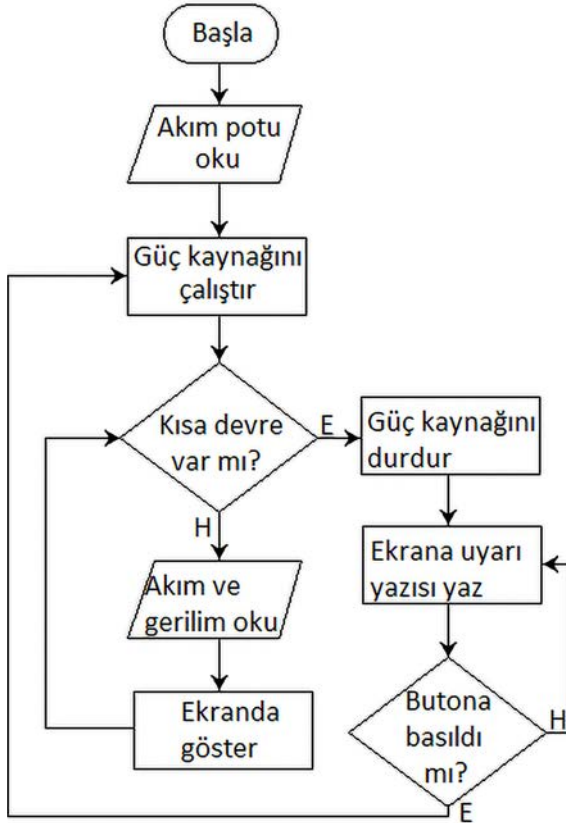 Başla
Akım potu
oku
Güç kaynağını
çalıştır
Kısa devre
var mı?
E
Güç kaynağını
durdur
H
Ekrana uyarı
yazısı yaz
Akım ve
gerilim oku
Ekranda
göster
Butona
basıldı
mı?
H
E